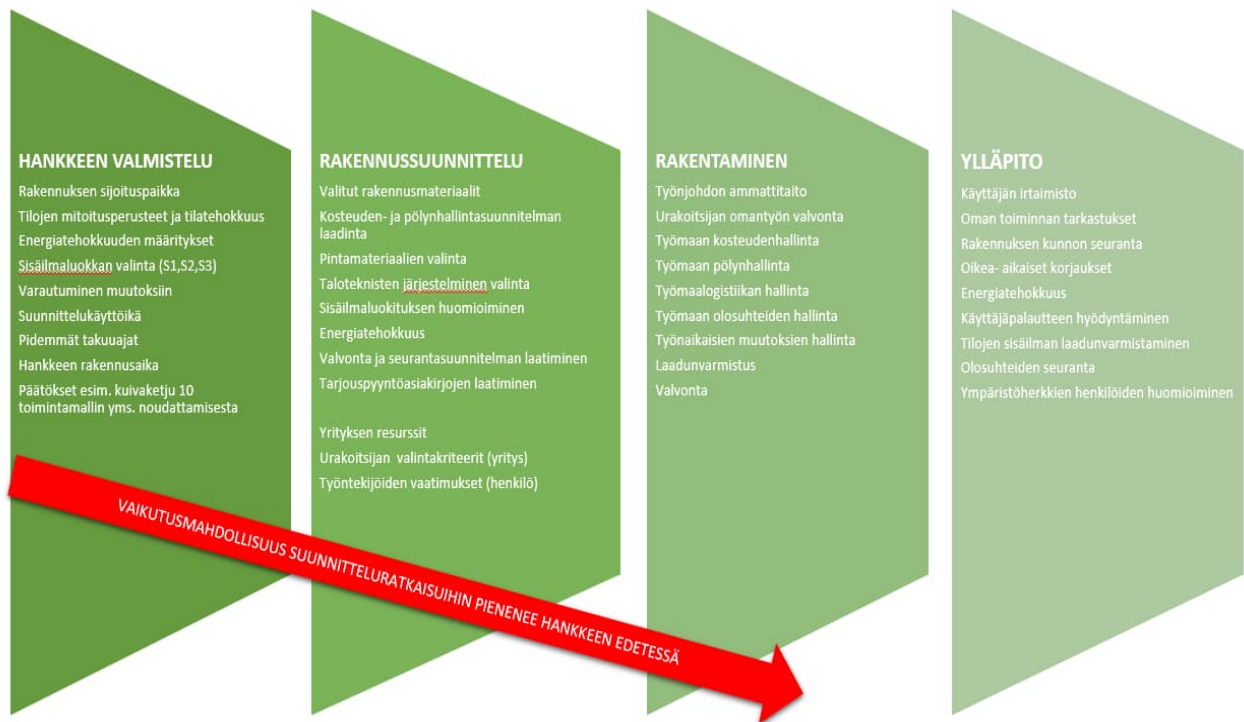 HANKKEEN VALMISTELU
Rakennuksen sijoituspaikka
Tilojen mitoitusperusteet ja tilatehokkuus
Energiatehokkuuden määritykset
Sisäilmaluokkan valinta (S1,S2,S3)
Varautuminen muutoksiin
Suunnittelukäyttöikä
Pidemmät takuuajat
Hankkeen rakennusaika
Päätökset esim. kuivaketju 10
toimintamallin yms. noudattamisesta
RAKENNUSSUUNNITTELU
Valitut rakennusmateriaalit
Kosteuden- ja pölynhallintasuunnitelman
laadinta
Pintamateriaalien valinta
Taloteknisten järjestelminen valinta
Sisäilmaluokituksen huomioiminen
Energiatehokkuus
Valvonta ja seurantasuunnitelman laatiminen
Tarjouspyyntöasiakirjojen laatiminen
Yrityksen resurssit
Urakoitsijan valintakriteerit (yritys)
Työntekijöiden vaatimukset (henkilö)
RAKENTAMINEN
Työnjohdon ammattitaito
Urakoitsijan omantyön valvonta
Työmaan kosteudenhallinta
Työmaan pölynhallinta
Työmaalogistiikan hallinta
Työmaan olosuhteiden hallinta
Työnaikaisien muutoksien hallinta
Laadunvarmistus
Valvonta
YLLÄPITO
Käyttäjän irtaimisto
Oman toiminnan tarkastukset
Rakennuksen kunnon seuranta
Oikea- aikaiset korjaukset
Energiatehokkuus
Käyttäjäpalautteen hyödyntäminen
Tilojen sisäilman laadunvarmistaminen
Olosuhteiden seuranta
Ympäristöherkkien henkilöiden huomioiminen
VAIKUTUSMAHDOLLISUUS SUUNNITTELURATKAISUIHIN PIENENEE HANKKEEN EDETESSÄ